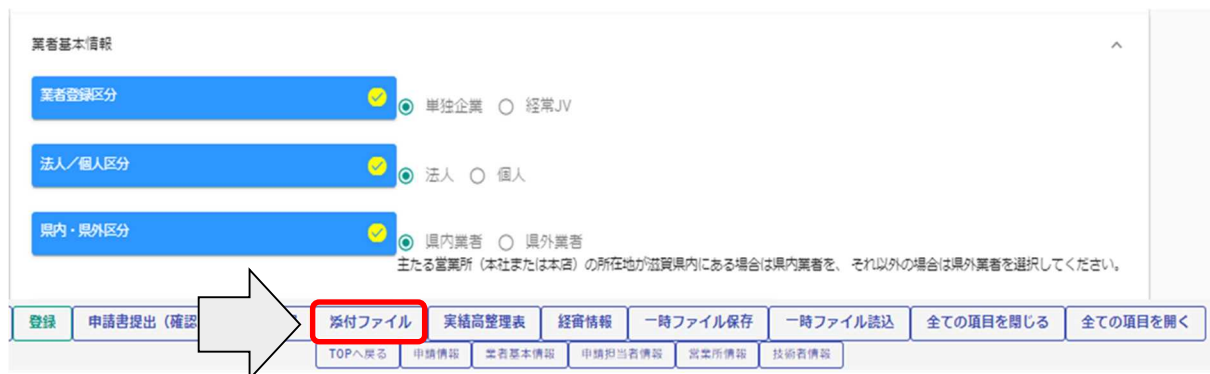 業者基本情報
業者登録区分
単独企業 経常JV
法人／個人区分
法人 個人
県内・県外区分
県内業者 県外業者
主たる営業所（本社または本店）の所在地が滋賀県内にある場合は県内業者を、それ以外の場合は県外業者を選択してください。
登録 申請書提出（確認 添付ファイル 実績高整理表 経審情報 一時ファイル保存 一時ファイル読込 全ての項目を閉じる 全ての項目を開く
TOPへ戻る 申請情報 業者基本情報 申請担当者情報 営業所情報 技術者情報